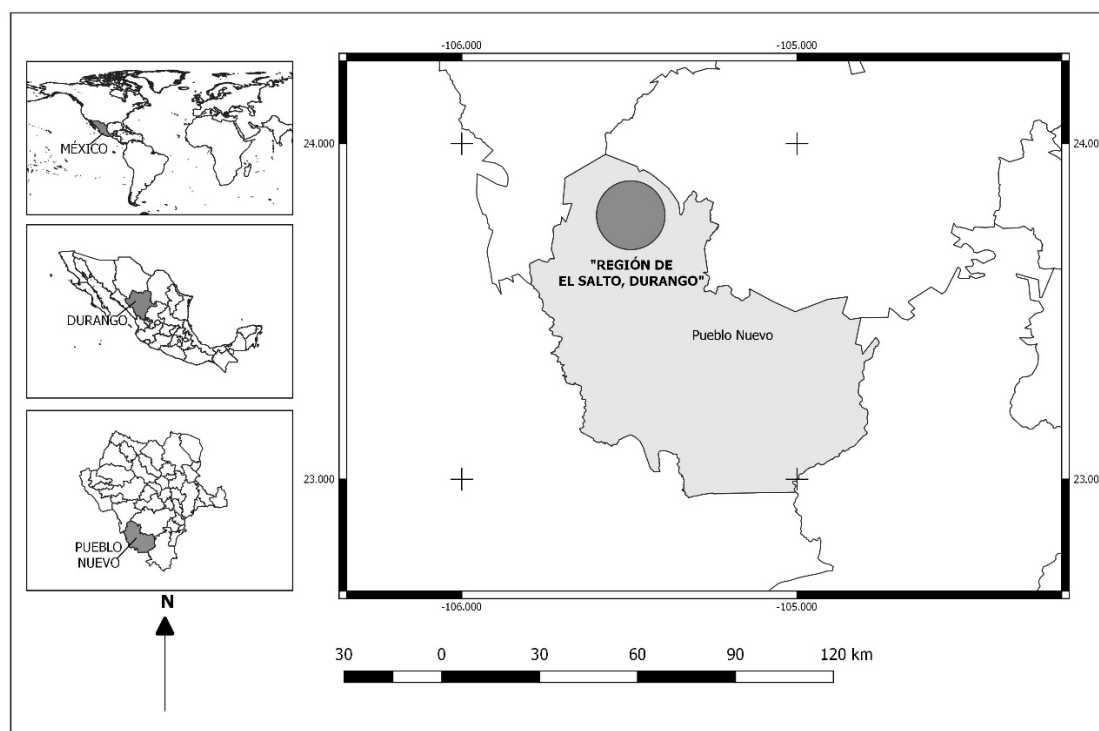 MÉXICO
DURANGO
PUEBLO
NUEVO
N
-106.000 -105.000
24.000
23.000
"REGIÓN DE
EL SALTO, DURANGO"
Pueblo Nuevo
24.000
23.000
-106.000 -105.000
30 0 30 60 90 120 km